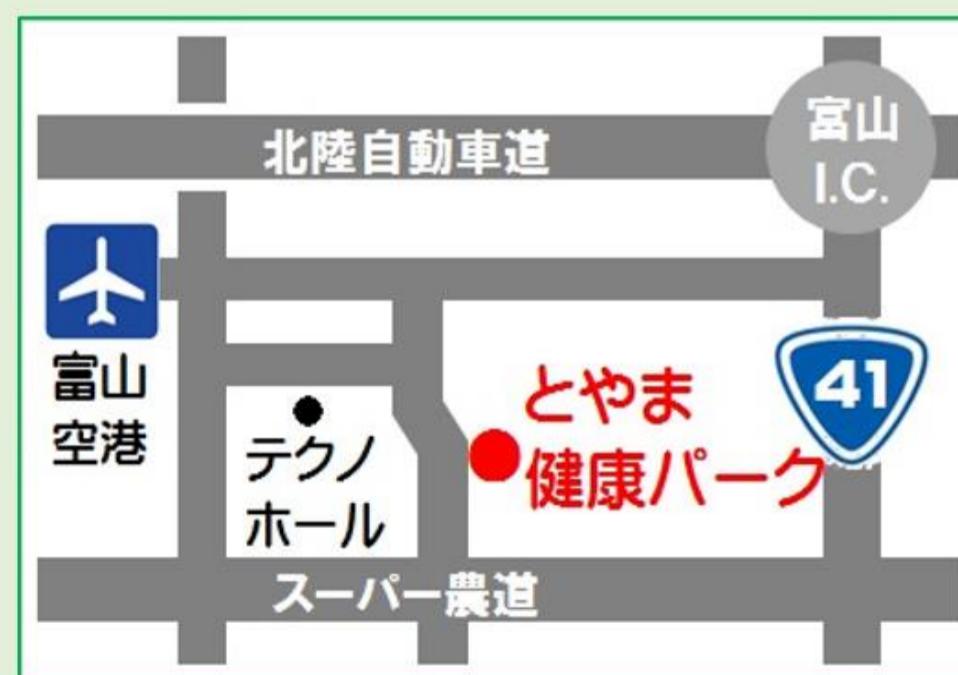 北陸自動車道
富山
I.C.
富山
空港
41
とやま
健康パーク
テクノ
ホール
スーパー農道